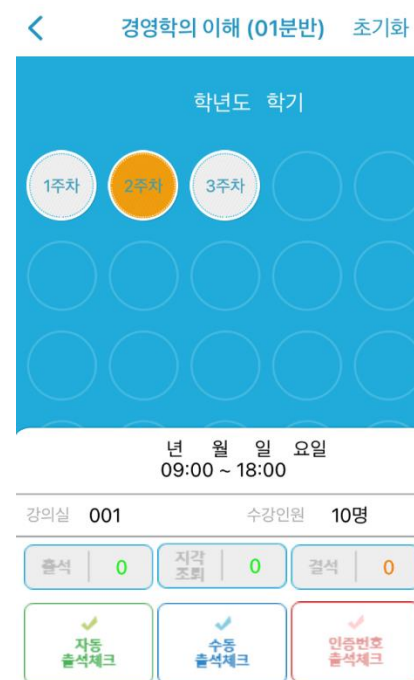 경영학의 이해 (01분반) 초기화
학년도 학기
1주차 2주차 3주차
년 월 일 요일
09:00 ~ 18:00
강의실 001 수강인원 10명
출석 0 지각 조퇴 0 결석 0
자동 출석체크
수동 출석체크
인증번호 출석체크